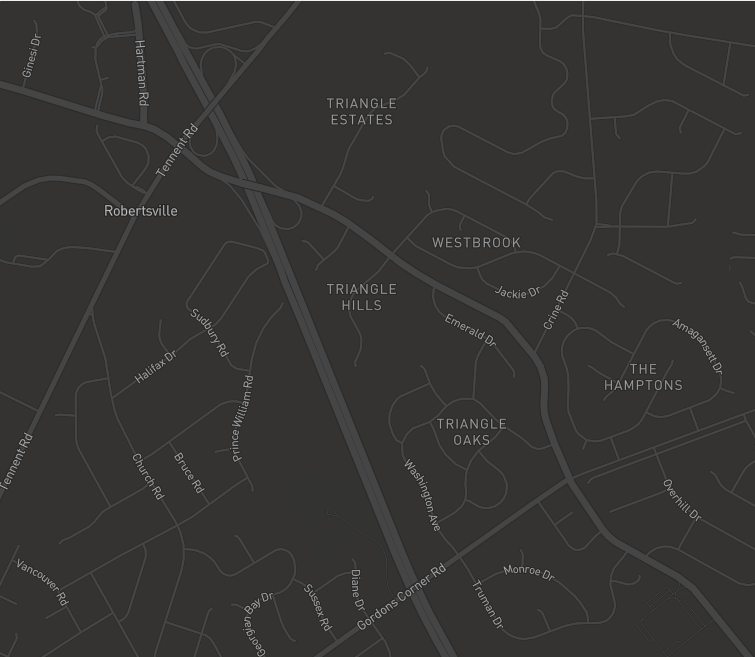 Ginesi Dr
Hartman Rd
TRIANGLE
ESTATES
Tennent Rd
Robertsville
WESTBROOK
TRIANGLE
HILLS
Jackie Dr
Crine Rd
Sudbury Rd
Emerald Dr
Amagansett Dr
Halifax Dr
THE
HAMPTONS
Prince William Rd
TRIANGLE
OAKS
Tennent Rd
Church Rd
Bruce Rd
Washington Ave
Overhill Dr
Vancouver Rd
Georgian Bay Dr
Sussex Rd
Diane Dr
Gordons Corner Rd
Truman Dr
Monroe Dr